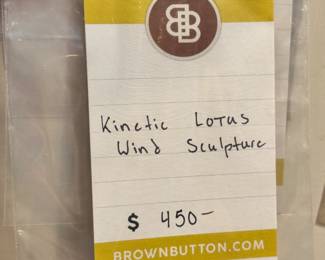 BB
Kinetic Lotus
Wind Sculpture
$ 450-
BROWNBUTTON.COM